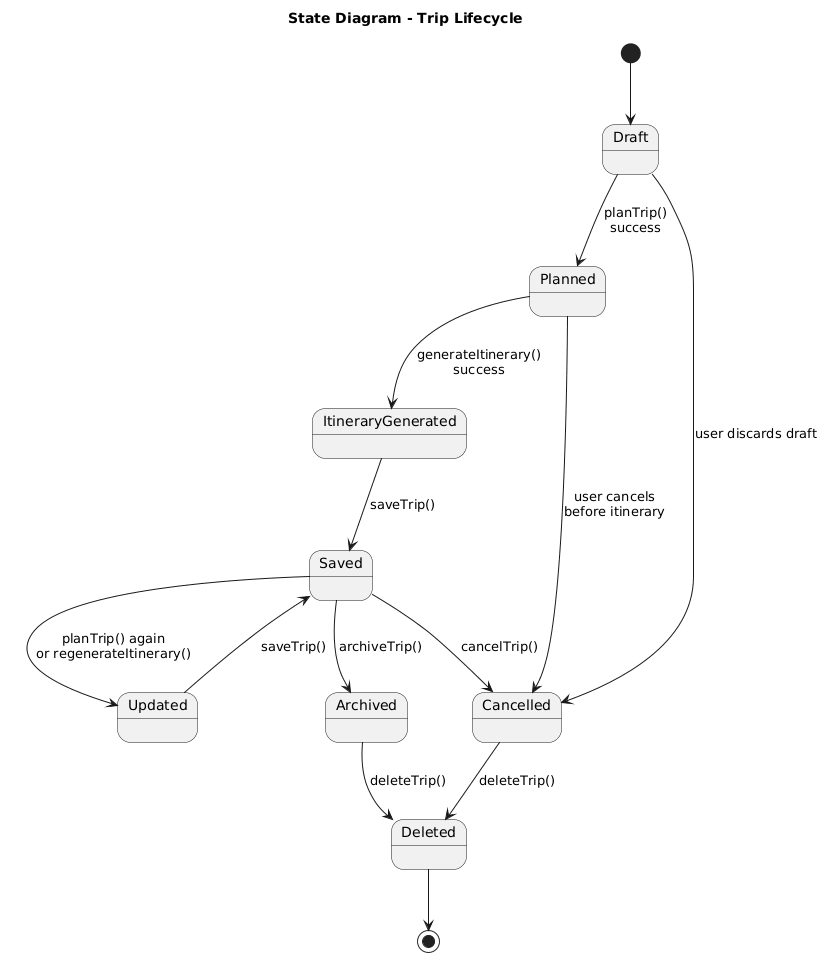 State Diagram - Trip Lifecycle
Draft
planTrip()
success
Planned
generateItinerary()
success
ItineraryGenerated
user discards draft
user cancels
before itinerary
saveTrip()
Saved
planTrip() again
or regenerateItinerary()
saveTrip()
archiveTrip()
cancelTrip()
Updated
Archived
Cancelled
deleteTrip()
deleteTrip()
Deleted